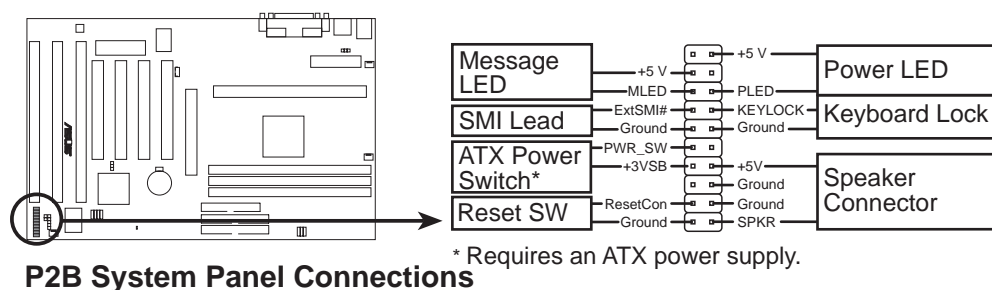 Message
LED
SMI Lead
ATX Power
Switch*
Reset SW
+5 V
MLED
ExtSMI#
Ground
PWR_SW
+3VSB
ResetCon
Ground
+5 V
PLED
KEYLOCK
Ground
+5V
Ground
Ground
SPKR
Power LED
Keyboard Lock
Speaker
Connector
* Requires an ATX power supply.
P2B System Panel Connections